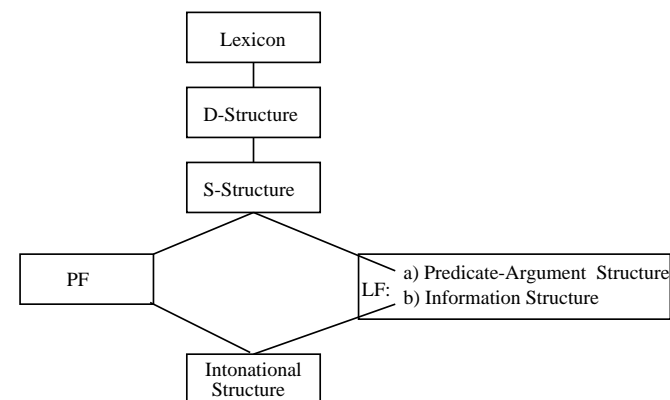 Lexicon
D-Structure
S-Structure
PF
LF:
a) Predicate-Argument Structure
b) Information Structure
Intonational
Structure